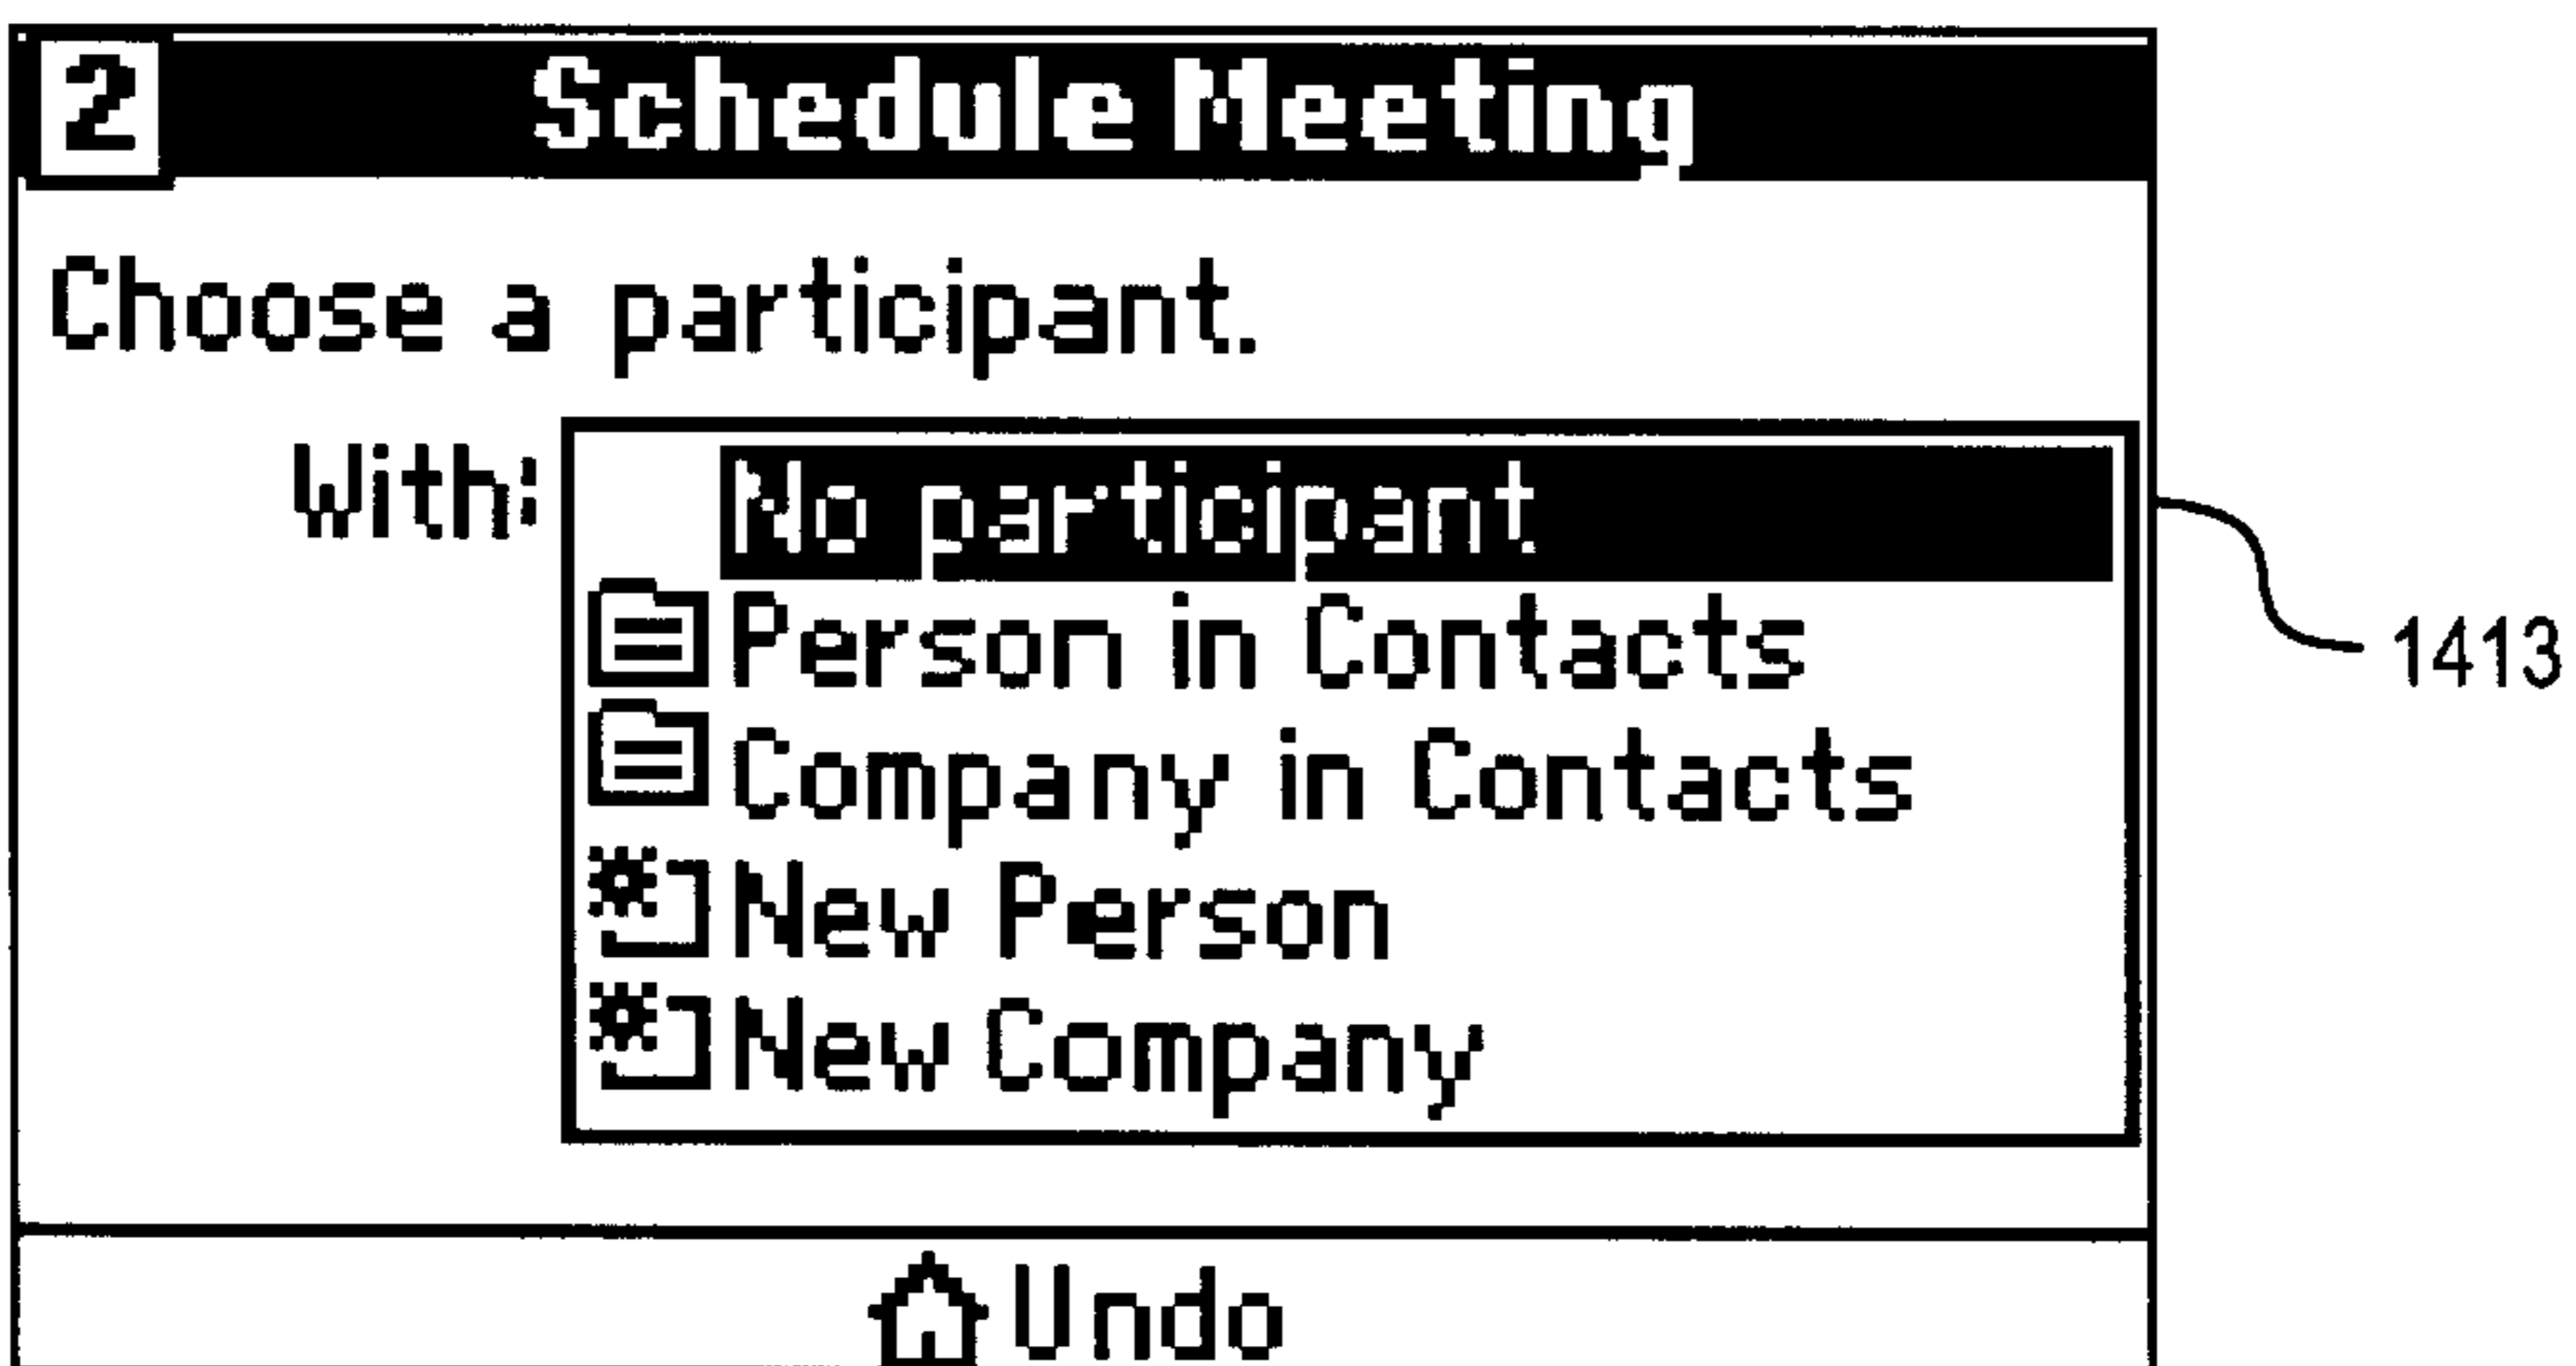 2 Schedule Meeting
Choose a participant.
With: No participant
Person in Contacts
1413
Company in Contacts
New Person
New Company
Undo